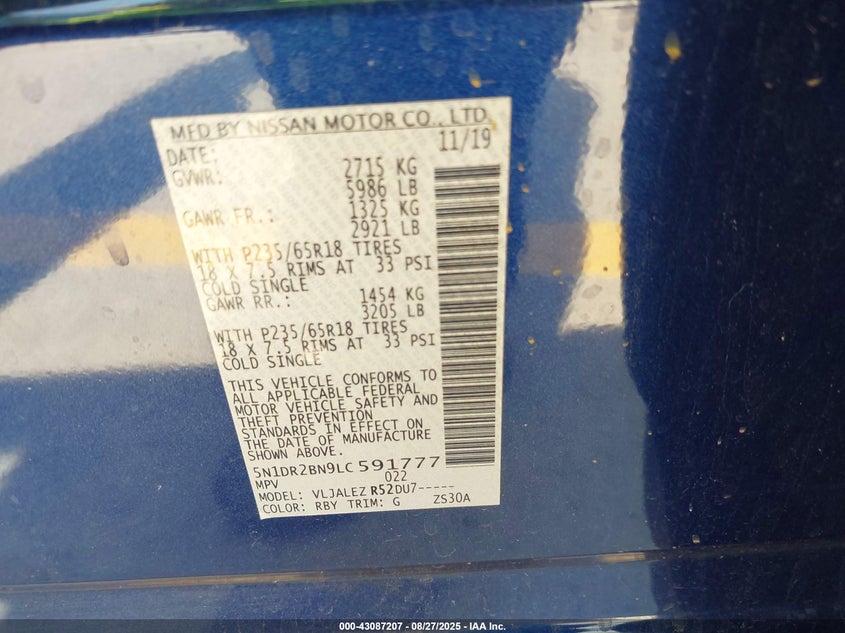 MFD BY NISSAN MOTOR CO., LTD.
DATE: 11/19
GVWR: 2715 KG
5986 LB
GAWR FR.: 1325 KG
2921 LB
WITH P235/65R18 TIRES
18 X 7.5 RIMS AT 33 PSI
COLD SINGLE
GAWR RR.: 1454 KG
3205 LB
WITH P235/65R18 TIRES
18 X 7.5 RIMS AT 33 PSI
COLD SINGLE
THIS VEHICLE CONFORMS TO
ALL APPLICABLE FEDERAL
MOTOR VEHICLE SAFETY AND
THEFT PREVENTION
STANDARDS IN EFFECT ON
THE DATE OF MANUFACTURE
SHOWN ABOVE.
5N1DR2BN9LC591777
MPV 022
MODEL: VLJALEZ R52DU7-----
COLOR: RBY TRIM: G ZS30A
000-43087207 - 08/27/2025 - IAA Inc.